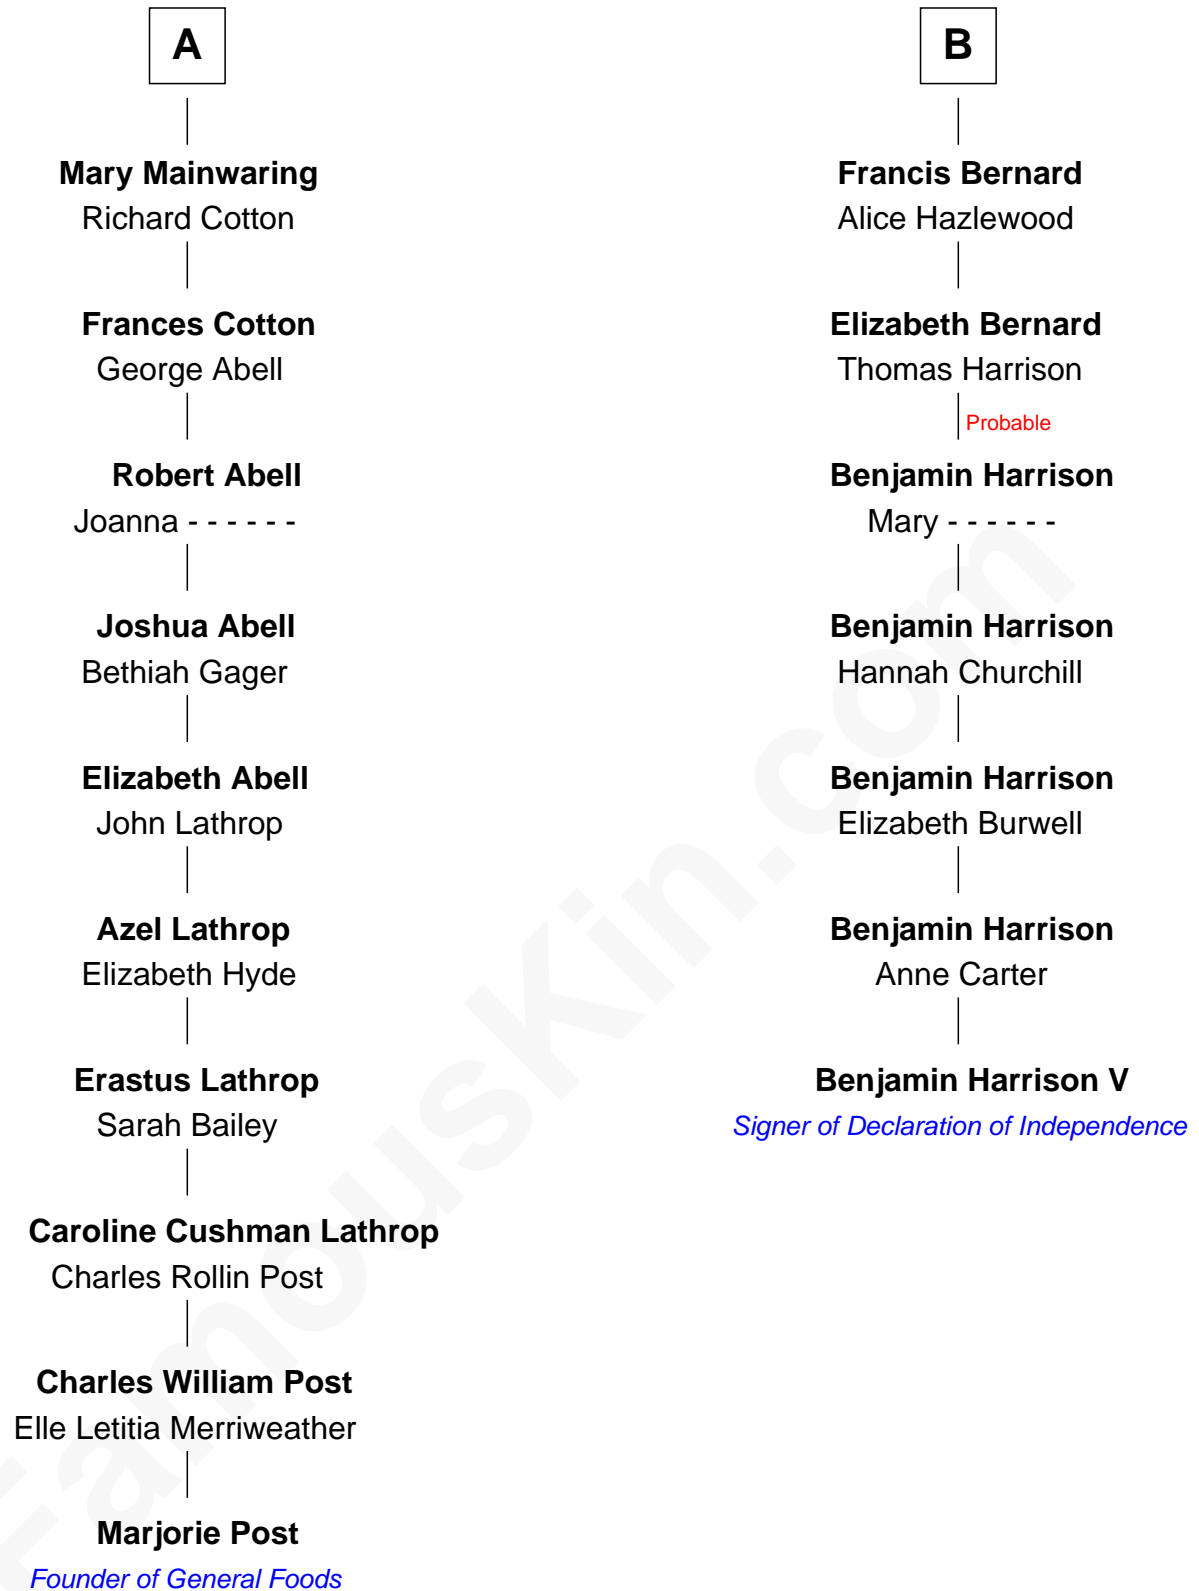 A
Mary Mainwaring
Richard Cotton
Frances Cotton
George Abell
Robert Abell
Joanna - - - - - -
Joshua Abell
Bethiah Gager
Elizabeth Abell
John Lathrop
Azel Lathrop
Elizabeth Hyde
Erastus Lathrop
Sarah Bailey
Caroline Cushman Lathrop
Charles Rollin Post
Charles William Post
Elle Letitia Merriweather
Marjorie Post
Founder of General Foods
B
Francis Bernard
Alice Hazlewood
Elizabeth Bernard
Thomas Harrison
Probable
Benjamin Harrison
Mary - - - - - -
Benjamin Harrison
Hannah Churchill
Benjamin Harrison
Elizabeth Burwell
Benjamin Harrison
Anne Carter
Benjamin Harrison V
Signer of Declaration of Independence
FamousKin.com